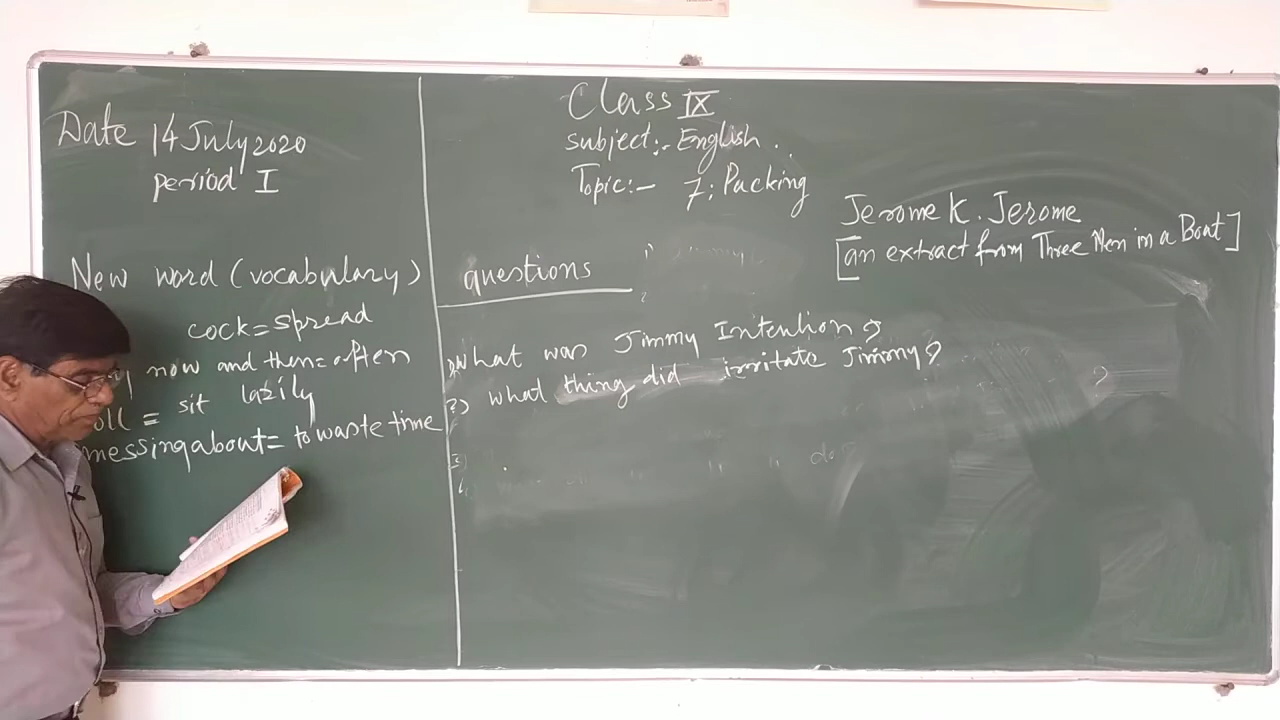 Date 14 July 2020
period I
Class IX
subject:- English.
Topic:- 7; Packing
Jerome K. Jerome
[an extract from Three Men in a Boat]
New word (vocabulary)
cock = spread
now and then = often
sit lazily
messing about = to waste time
questions
1) what was Jimmy Intention?
2) what thing did irritate Jimmy?